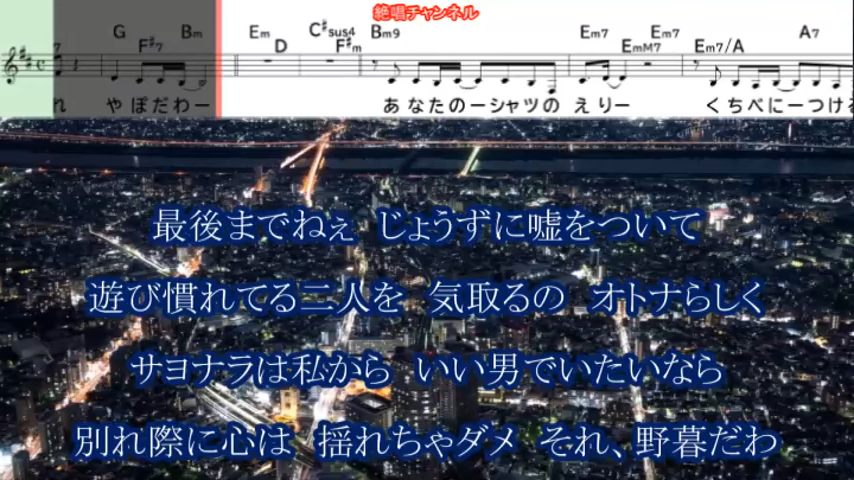 絶唱チャンネル
7 G F#7 Bm Em D C#sus4 F#m Bm9 Em7 EmM7 Em7 Em7/A A7
れ やぼだわー あなたのーシャツの えりー くちべにーつける
最後までねぇ じょうずに嘘をついて
遊び慣れてる二人を 気取るの オトナらしく
サヨナラは私から いい男でいたいなら
別れ際に心は 揺れちゃダメ それ、野暮だわ